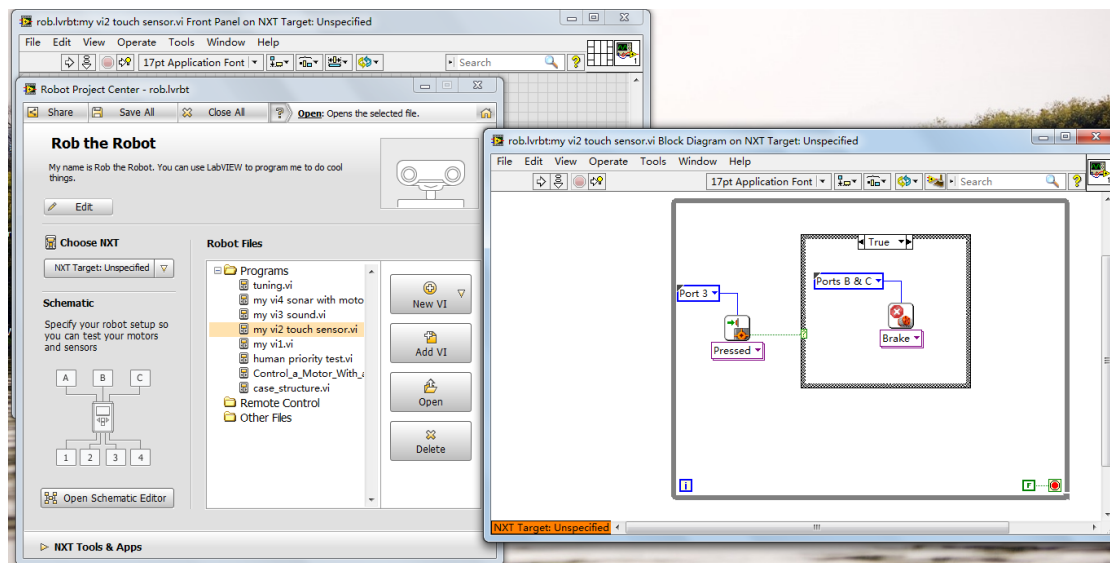 rob.lvrbt:my vi2 touch sensor.vi Front Panel on NXT Target: Unspecified
File Edit View Operate Tools Window Help
17pt Application Font
Search
1
Robot Project Center - rob.lvrbt
Share Save All Close All ? Open: Opens the selected file.
Rob the Robot
My name is Rob the Robot. You can use LabVIEW to program me to do cool
things.
Edit
Choose NXT
NXT Target: Unspecified
Schematic
Specify your robot setup so
you can test your motors
and sensors
A B C
1 2 3 4
Open Schematic Editor
Robot Files
Programs
tuning.vi
my vi4 sonar with moto
my vi3 sound.vi
my vi2 touch sensor.vi
my vi1.vi
human priority test.vi
Control_a_Motor_With_a
case_structure.vi
Remote Control
Other Files
New VI
Add VI
Open
Delete
NXT Tools & Apps
rob.lvrbt:my vi2 touch sensor.vi Block Diagram on NXT Target: Unspecified
File Edit View Operate Tools Window Help
17pt Application Font
Search
?
True
Ports B & C
Port 3
Brake
Pressed
?
i
NXT Target: Unspecified